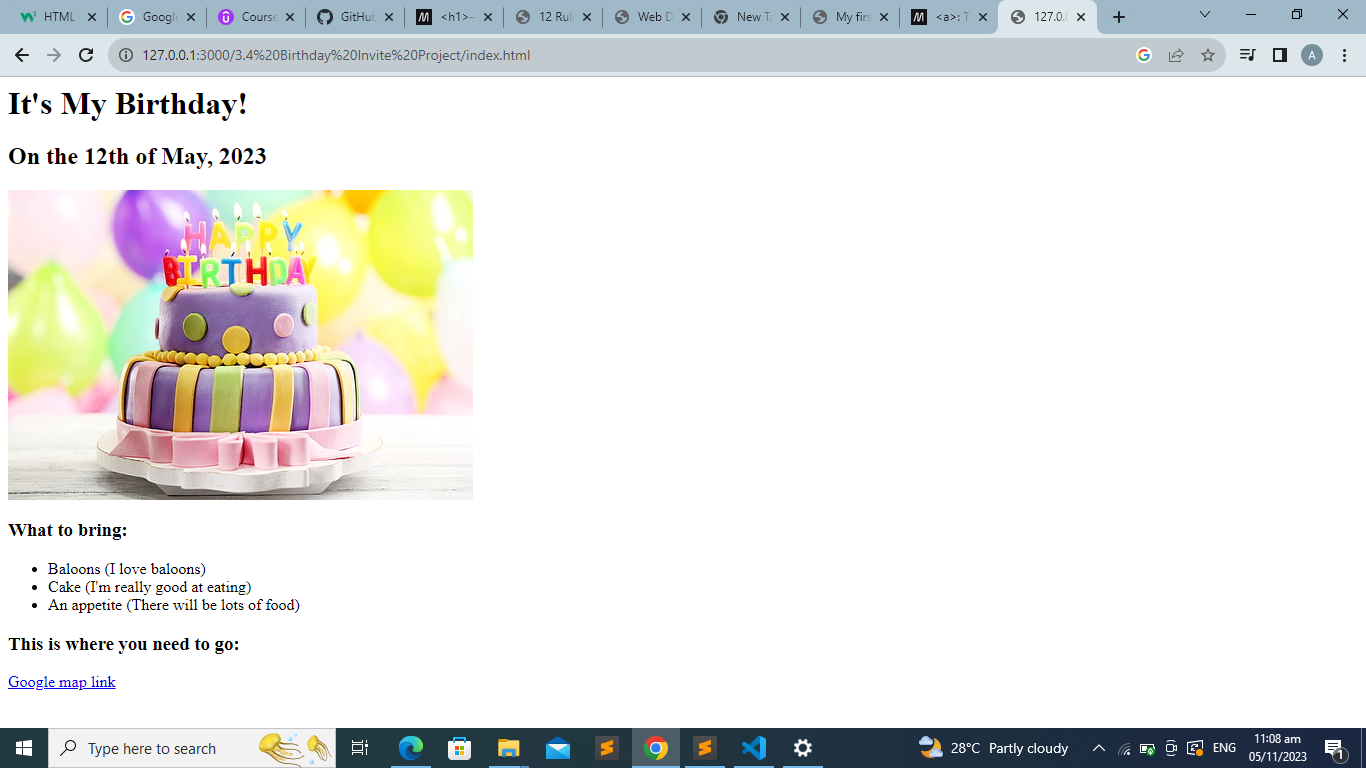 HTML
Google
Course
GitHub
<h1>-
12 Rul
Web D
New Ta
My firs
<a>: T
127.0.0
127.0.0.1:3000/3.4%20Birthday%20Invite%20Project/index.html
A
It's My Birthday!
On the 12th of May, 2023
HAPPY
BIRTHDAY
What to bring:
Baloons (I love baloons)
Cake (I'm really good at eating)
An appetite (There will be lots of food)
This is where you need to go:
Google map link
Type here to search
28°C Partly cloudy
ENG
11:08 am
05/11/2023
1